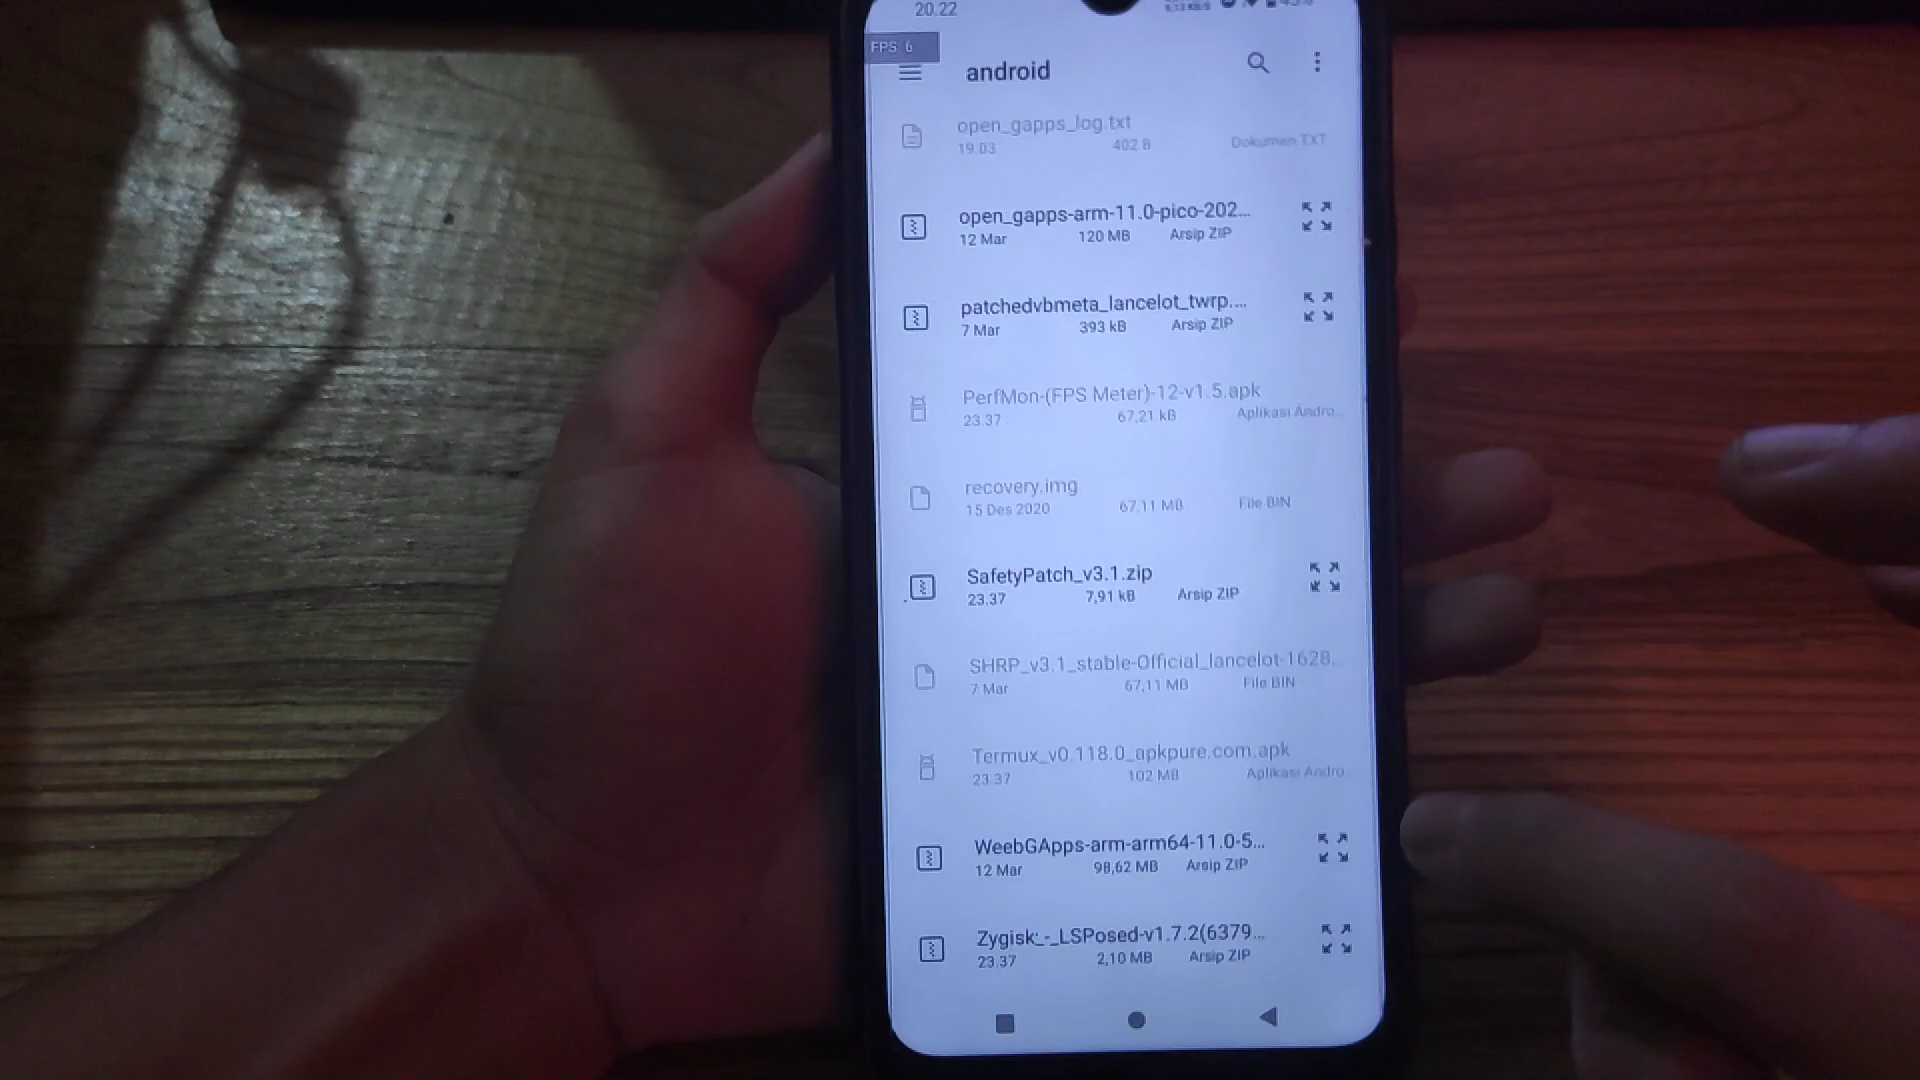 20.22
FPS: 6
android
open_gapps_log.txt
19.03 402 B Dokumen TXT
open_gapps-arm-11.0-pico-202...
12 Mar 120 MB Arsip ZIP
patchedvbmeta_lancelot_twrp....
7 Mar 393 kB Arsip ZIP
PerfMon-(FPS Meter)-12-v1.5.apk
23.37 67,21 kB Aplikasi Andro...
recovery.img
15 Des 2020 67,11 MB File BIN
SafetyPatch_v3.1.zip
23.37 7,91 kB Arsip ZIP
SHRP_v3.1_stable-Official_lancelot-1628...
7 Mar 67,11 MB File BIN
Termux_v0.118.0_apkpure.com.apk
23.37 102 MB Aplikasi Andro...
WeebGApps-arm-arm64-11.0-5...
12 Mar 98,62 MB Arsip ZIP
Zygisk_-_LSPosed-v1.7.2(6379...
23.37 2,10 MB Arsip ZIP